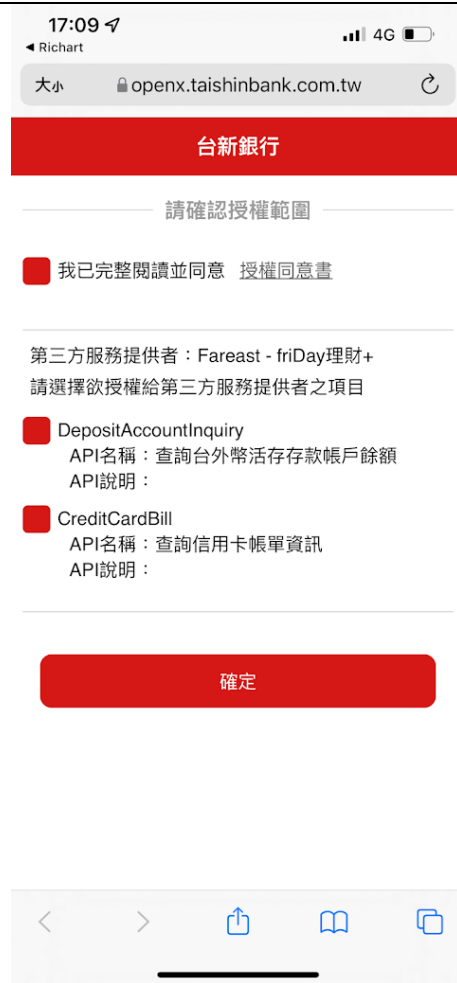 17:09
4G
◀ Richart
大小 openx.taishinbank.com.tw
台新銀行
請確認授權範圍
我已完整閱讀並同意 授權同意書
第三方服務提供者：Fareast - friDay理財+
請選擇欲授權給第三方服務提供者之項目
DepositAccountInquiry
API名稱：查詢台外幣活存存款帳戶餘額
API說明：
CreditCardBill
API名稱：查詢信用卡帳單資訊
API說明：
確定